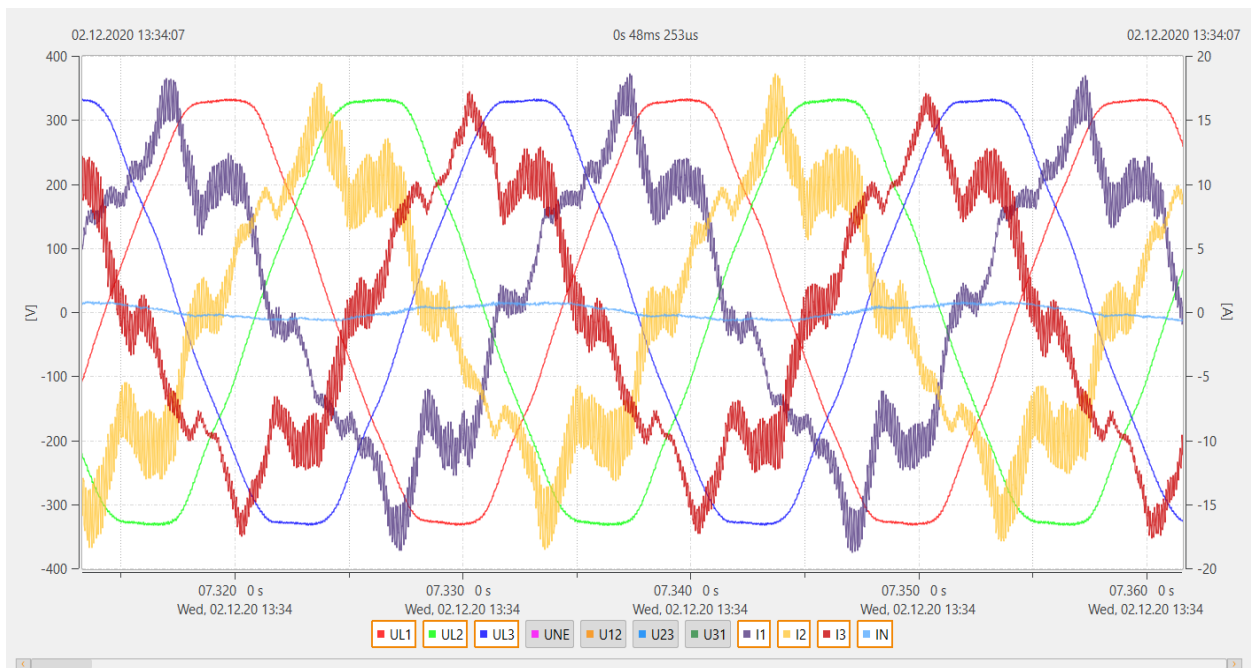 02.12.2020 13:34:07 0s 48ms 253µs 02.12.2020 13:34:07
400 20
300 15
200 10
100 5
[V] 0 0 [A]
-100 -5
-200 -10
-300 -15
-400 -20
07.320 0 s 07.330 0 s 07.340 0 s 07.350 0 s 07.360 0 s
Wed, 02.12.20 13:34 Wed, 02.12.20 13:34 Wed, 02.12.20 13:34 Wed, 02.12.20 13:34 Wed, 02.12.20 13:34
UL1 UL2 UL3 UNE U12 U23 U31 I1 I2 I3 IN